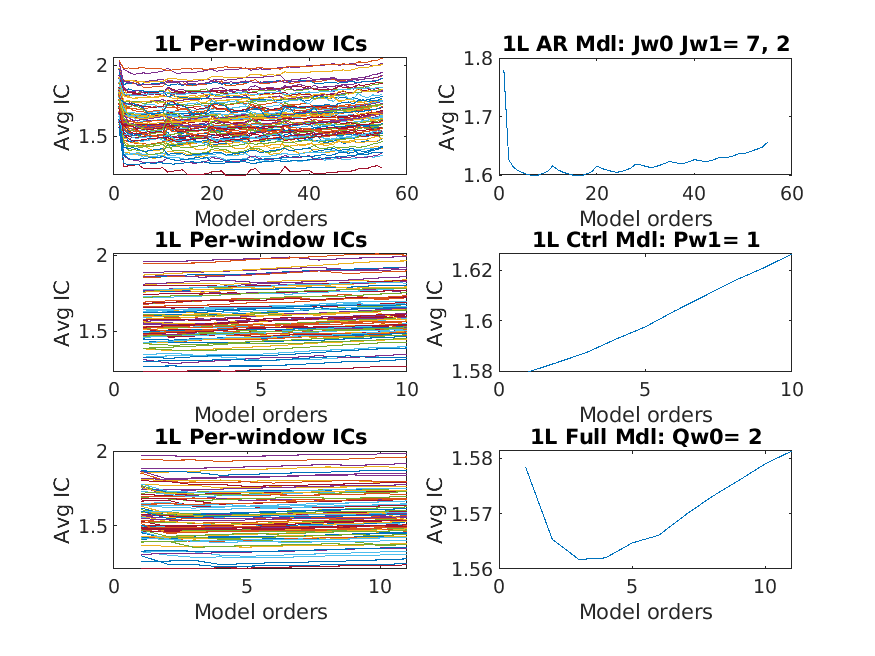 1L Per-window ICs
2
1.5
Avg IC
0 20 40 60
Model orders
1L AR Mdl: Jw0 Jw1= 7, 2
1.8
1.7
1.6
Avg IC
0 20 40 60
Model orders
1L Per-window ICs
2
1.5
Avg IC
0 5 10
Model orders
1L Ctrl Mdl: Pw1= 1
1.62
1.6
1.58
Avg IC
0 5 10
Model orders
1L Per-window ICs
2
1.5
Avg IC
0 5 10
Model orders
1L Full Mdl: Qw0= 2
1.58
1.57
1.56
Avg IC
0 5 10
Model orders